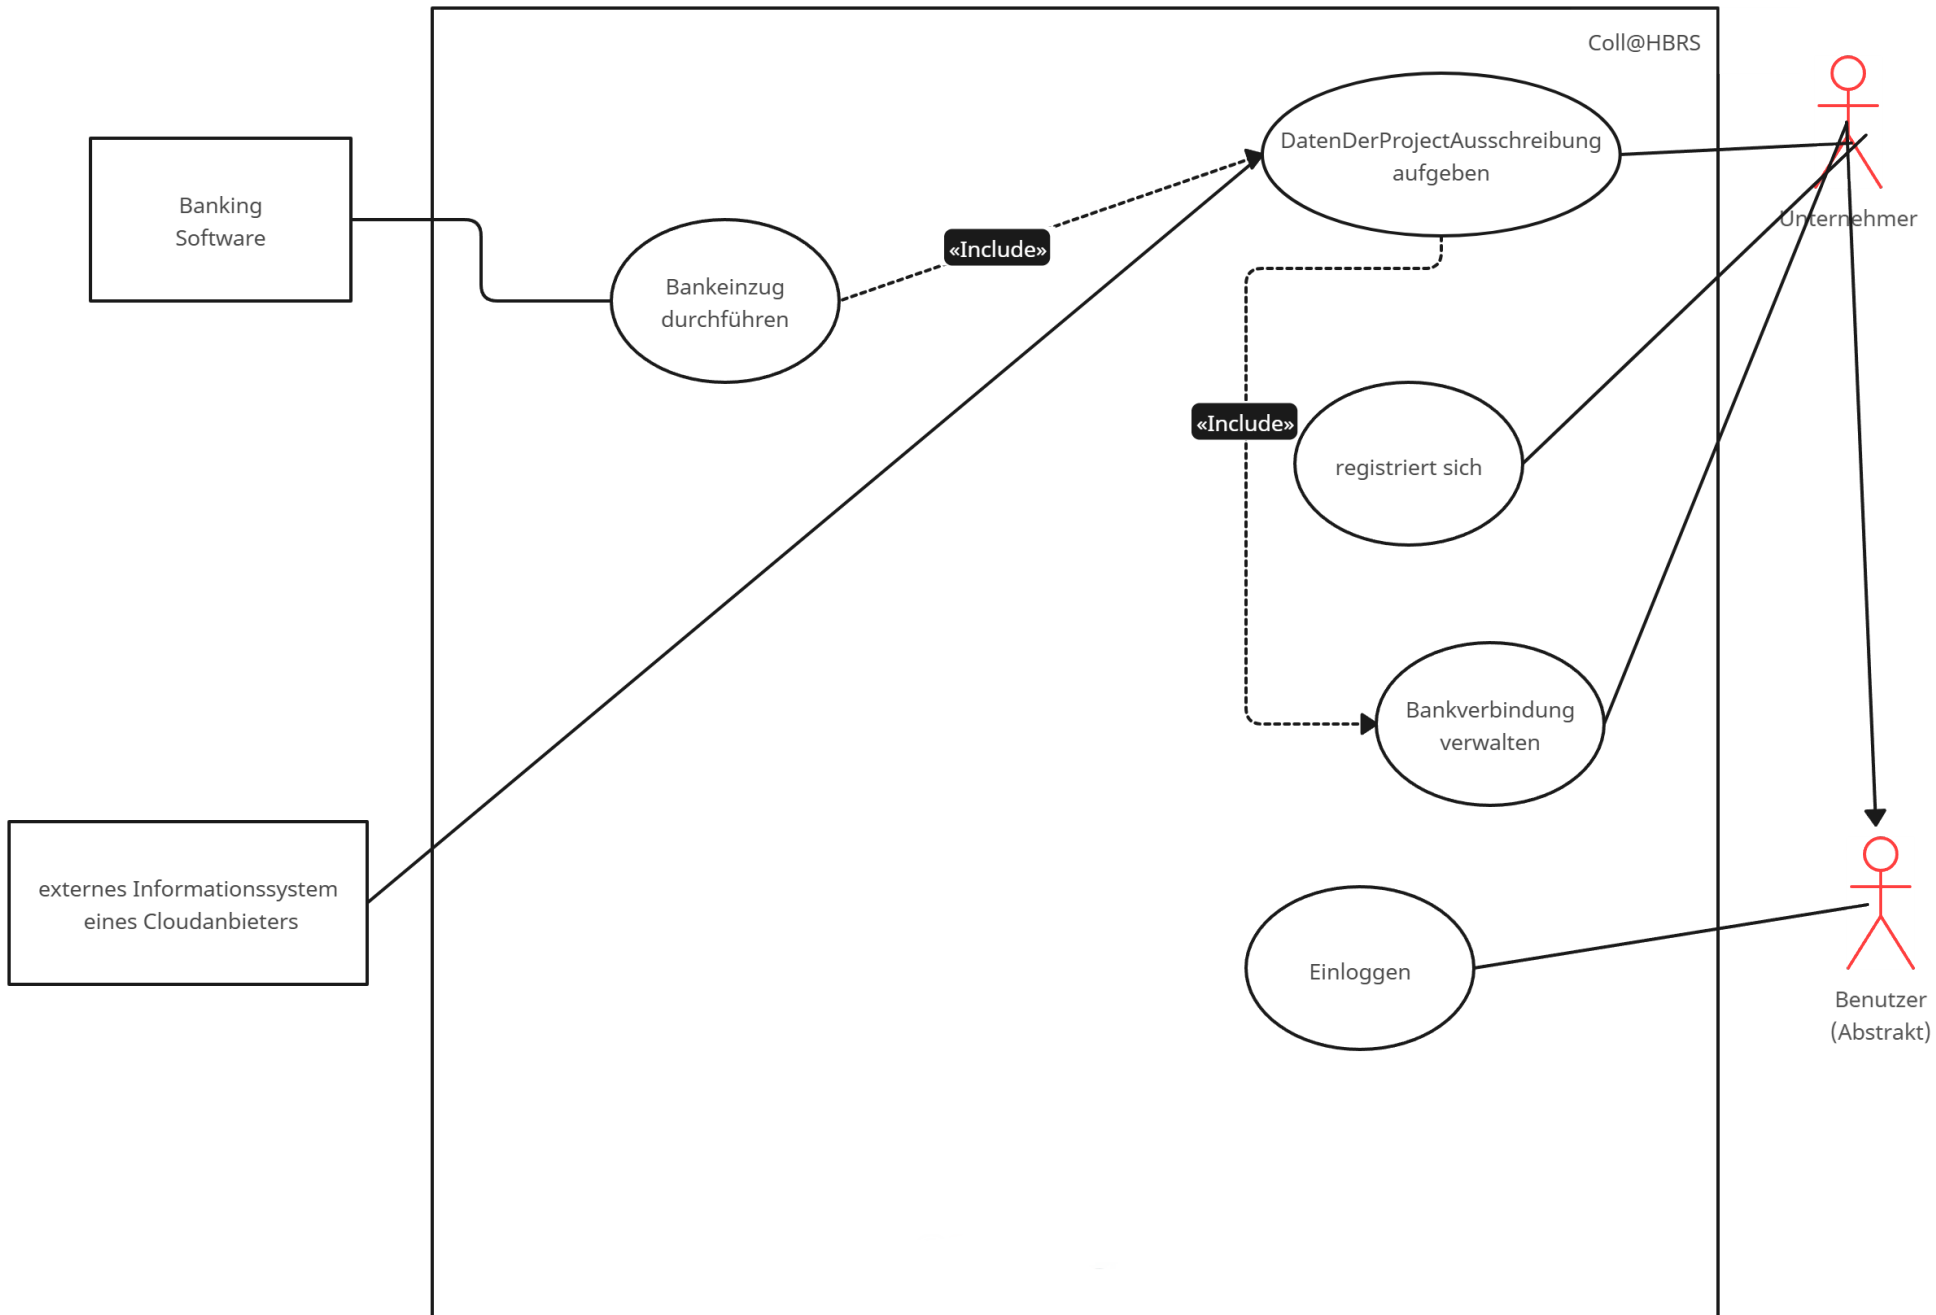 Coll@HBRS
DatenDerProjectAusschreibung
aufgeben
Unternehmer
Banking
Software
«Include»
Bankeinzug
durchführen
«Include»
registriert sich
Bankverbindung
verwalten
externes Informationssystem
eines Cloudanbieters
Einloggen
Benutzer
(Abstrakt)